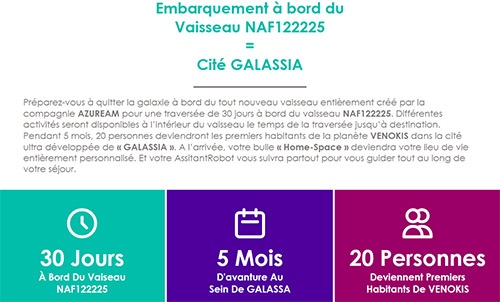 Embarquement à bord du
Vaisseau NAF122225
=
Cité GALASSIA
Préparez-vous à quitter la galaxie à bord du tout nouveau vaisseau entièrement créé par la
compagnie AZUREAM pour une traversée de 30 jours à bord du vaisseau NAF122225. Différentes
activités seront disponibles à l'intérieur du vaisseau le temps de la traversée jusqu'à destination.
Pendant 5 mois, 20 personnes deviendront les premiers habitants de la planète VENOKIS dans la cité
ultra développée de « GALASSIA ». A l'arrivée, votre bulle « Home-Space » deviendra votre lieu de vie
entièrement personnalisé. Et votre AssitantRobot vous suivra partout pour vous guider tout au long de
votre séjour.
30 Jours
À Bord Du Vaiseau
NAF122225
5 Mois
D'avanture Au
Sein De GALASSA
20 Personnes
Deviennent Premiers
Habitants De VENOKIS